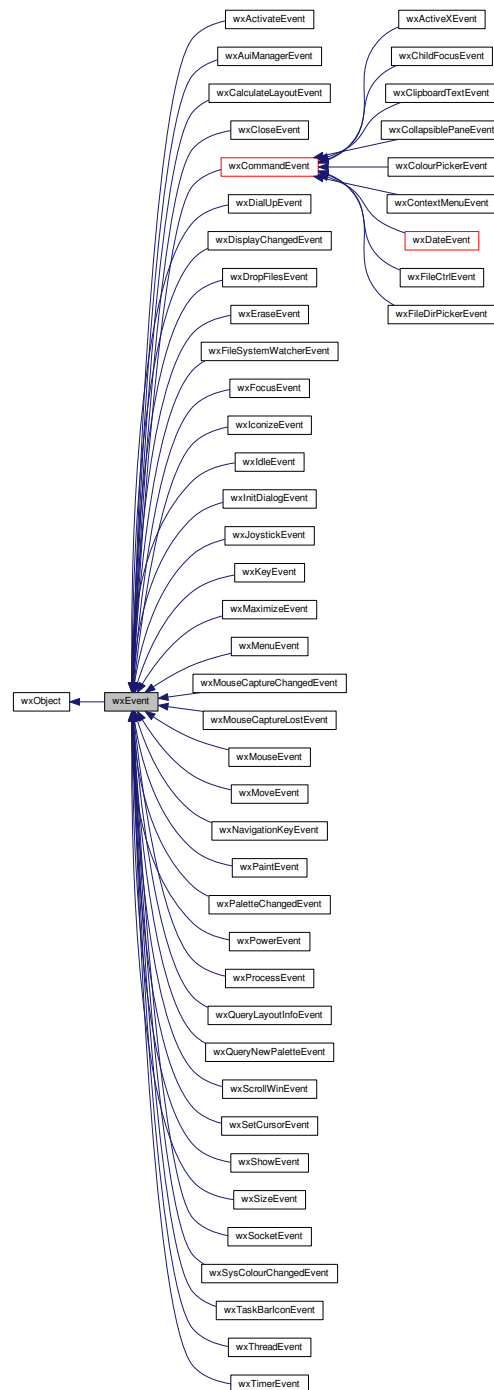 wxActivateEvent
wxActiveXEvent
wxAuiManagerEvent
wxChildFocusEvent
wxCalculateLayoutEvent
wxClipboardTextEvent
wxCloseEvent
wxCollapsiblePaneEvent
wxCommandEvent
wxColourPickerEvent
wxDialUpEvent
wxContextMenuEvent
wxDisplayChangedEvent
wxDateEvent
wxDropFilesEvent
wxFileCtrlEvent
wxEraseEvent
wxFileDirPickerEvent
wxFileSystemWatcherEvent
wxFocusEvent
wxIconizeEvent
wxIdleEvent
wxInitDialogEvent
wxJoystickEvent
wxKeyEvent
wxMaximizeEvent
wxMenuEvent
wxMouseCaptureChangedEvent
wxObject
wxEvent
wxMouseCaptureLostEvent
wxMouseEvent
wxMoveEvent
wxNavigationKeyEvent
wxPaintEvent
wxPaletteChangedEvent
wxPowerEvent
wxProcessEvent
wxQueryLayoutInfoEvent
wxQueryNewPaletteEvent
wxScrollWinEvent
wxSetCursorEvent
wxShowEvent
wxSizeEvent
wxSocketEvent
wxSysColourChangedEvent
wxTaskBarIconEvent
wxThreadEvent
wxTimerEvent